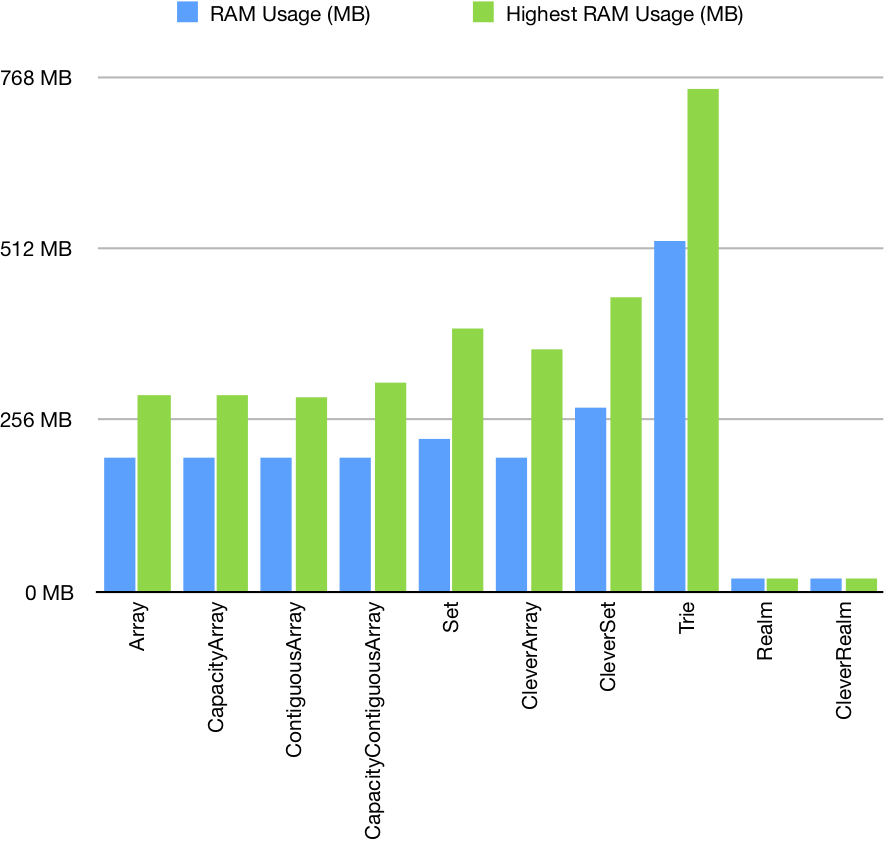 RAM Usage (MB)
Highest RAM Usage (MB)
768 MB
512 MB
256 MB
0 MB
Array
CapacityArray
ContiguousArray
CapacityContiguousArray
Set
CleverArray
CleverSet
Trie
Realm
CleverRealm